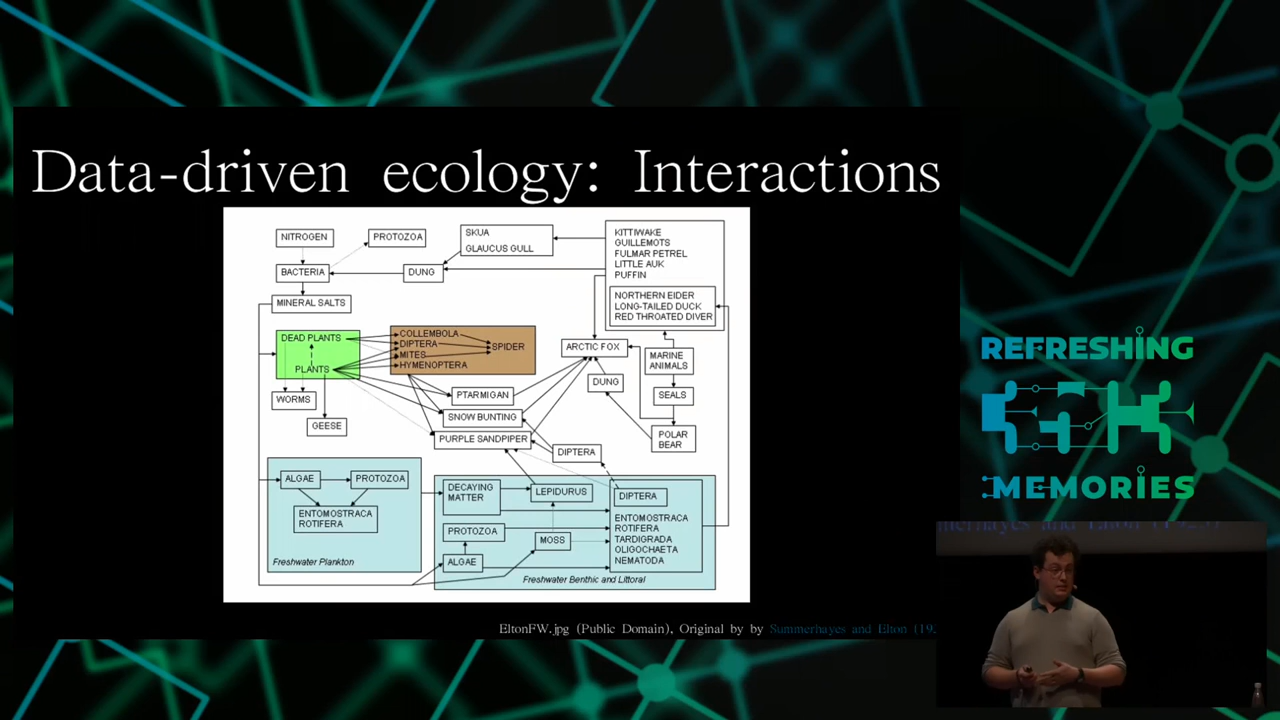 Data-driven ecology: Interactions
NITROGEN
PROTOZOA
SKUA
GLAUCUS GULL
KITTIWAKE
GUILLEMOTS
FULMAR PETREL
LITTLE AUK
PUFFIN
BACTERIA
DUNG
NORTHERN EIDER
LONG-TAILED DUCK
RED THROATED DIVER
MINERAL SALTS
DEAD PLANTS
PLANTS
COLLEMBOLA
DIPTERA
MITES
HYMENOPTERA
SPIDER
ARCTIC FOX
MARINE
ANIMALS
DUNG
SEALS
WORMS
PTARMIGAN
GEESE
SNOW BUNTING
PURPLE SANDPIPER
POLAR
BEAR
DIPTERA
ALGAE
PROTOZOA
ENTOMOSTRACA
ROTIFERA
Freshwater Plankton
DECAYING
MATTER
LEPIDURUS
DIPTERA
PROTOZOA
MOSS
ALGAE
ENTOMOSTRACA
ROTIFERA
TARDIGRADA
OLIGOCHAETA
NEMATODA
Freshwater Benthic and Littoral
EltonFW.jpg (Public Domain), Original by by Summerhayes and Elton (192
REFRESHING
MEMORIES